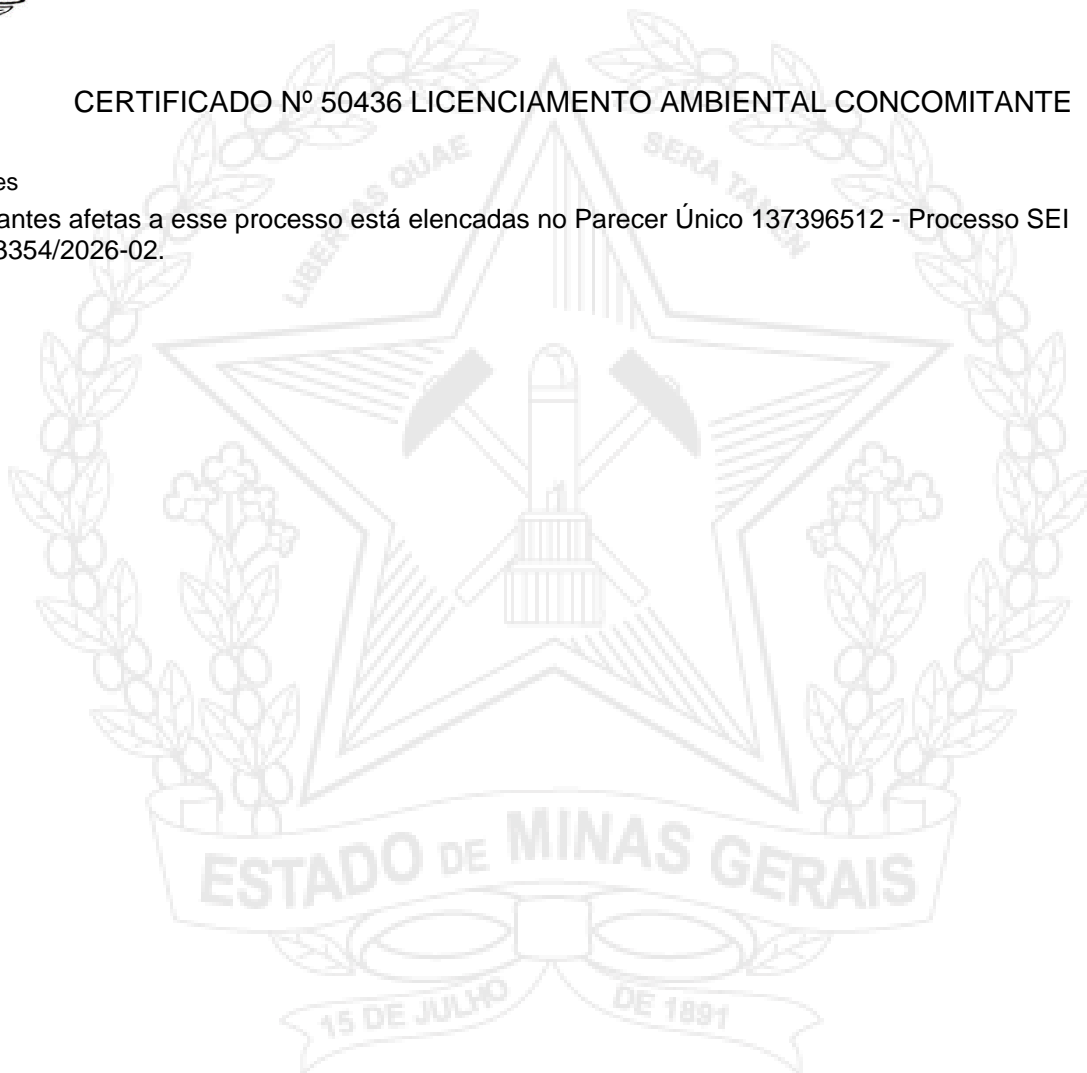 CERTIFICADO Nº 50436 LICENCIAMENTO AMBIENTAL CONCOMITANTE
es
antes afetas a esse processo está elencadas no Parecer Único 137396512 - Processo SEI
3354/2026-02.
LIBERTAS QUAE SERA TAMEN
ESTADO DE MINAS GERAIS
15 DE JULHO DE 1891